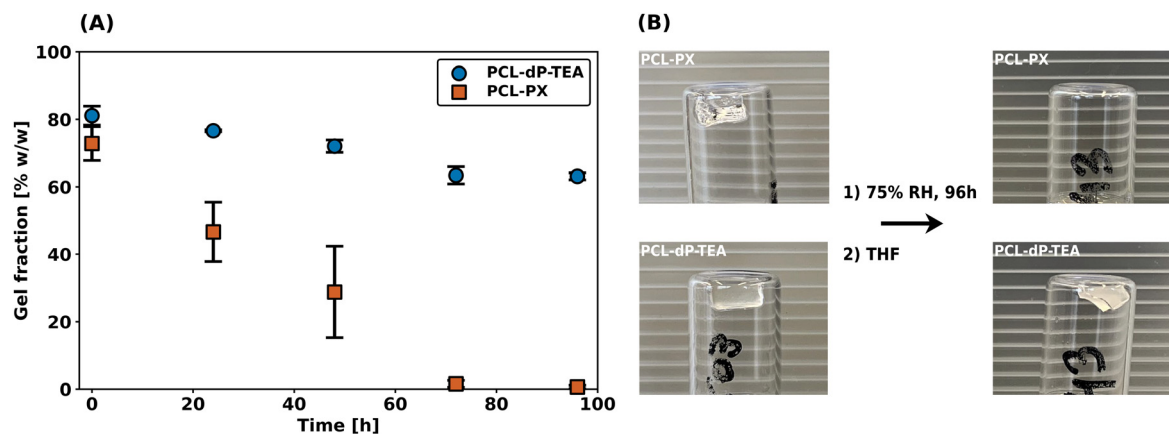 (A)
100
80
60
40
20
0
Gel fraction [% w/w]
0
20
40
60
80
100
Time [h]
PCL-dP-TEA
PCL-PX
(B)
PCL-PX
PCL-dP-TEA
1) 75% RH, 96h
2) THF
PCL-PX
PCL-dP-TEA